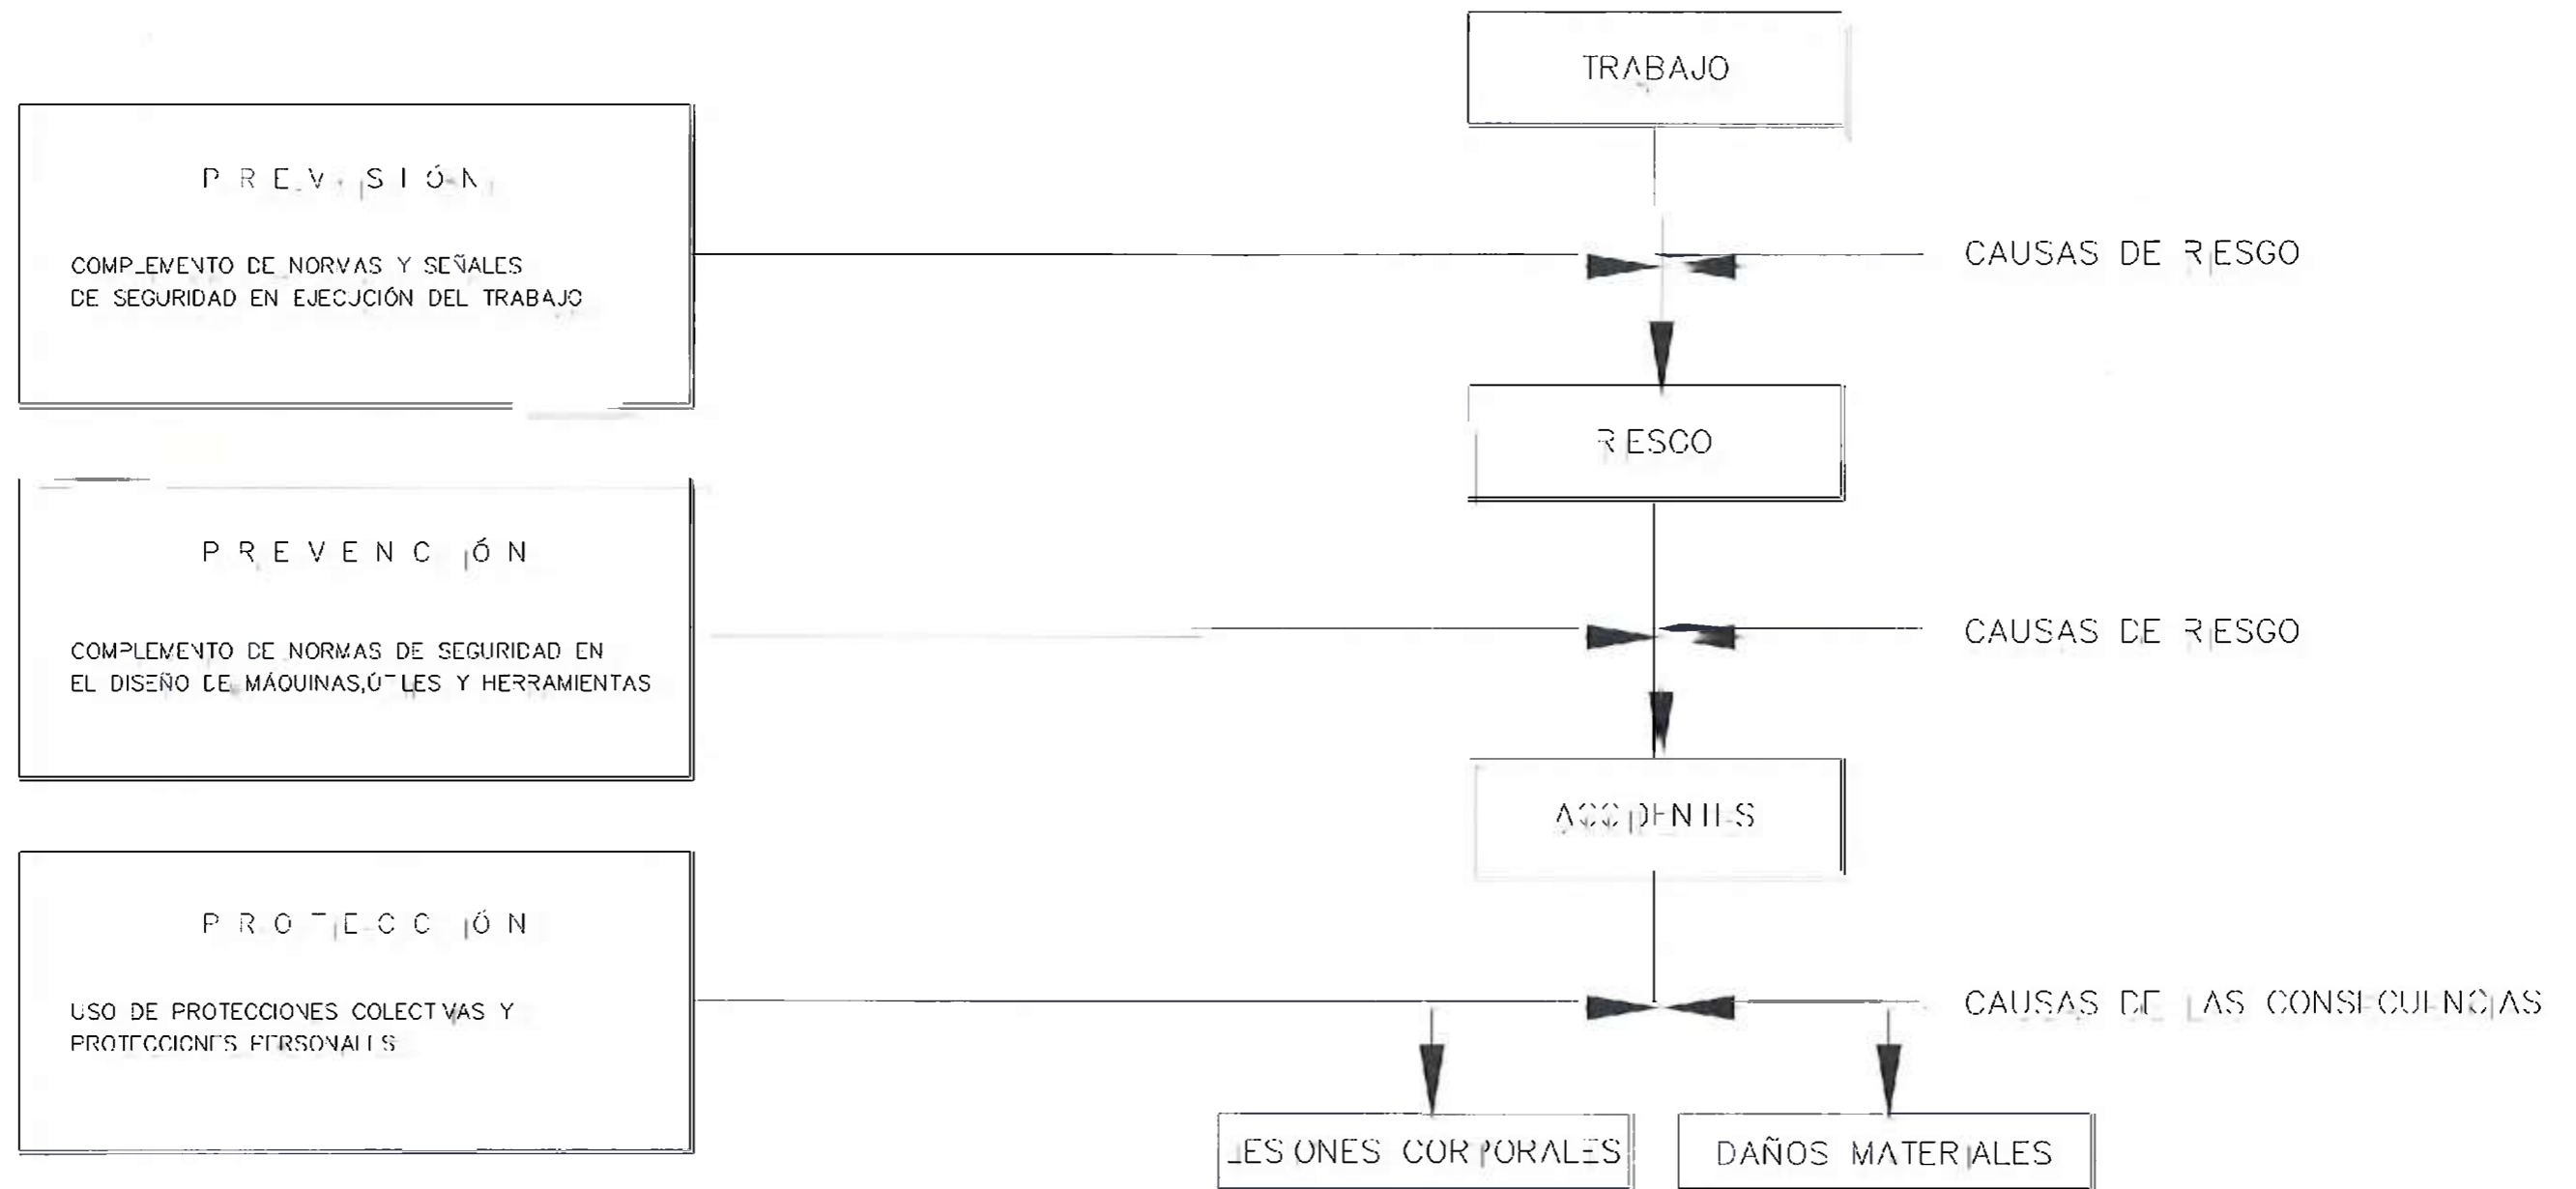 TRABAJO
PREVISIÓN
COMPLEMENTO DE NORMAS Y SEÑALES
DE SEGURIDAD EN EJECUCIÓN DEL TRABAJO
CAUSAS DE RIESGO
RIESGO
PREVENCIÓN
COMPLEMENTO DE NORMAS DE SEGURIDAD EN
EL DISEÑO DE MÁQUINAS,ÚTILES Y HERRAMIENTAS
CAUSAS DE RIESGO
ACCIDENTES
PROTECCIÓN
USO DE PROTECCIONES COLECTIVAS Y
PROTECCIONES PERSONALES
CAUSAS DE LAS CONSECUENCIAS
LESIONES CORPORALES
DAÑOS MATERIALES